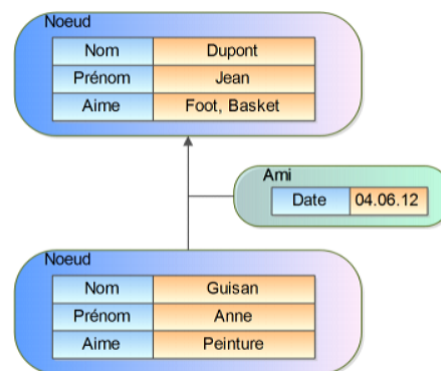 Noeud
Nom Dupont
Prénom Jean
Aime Foot, Basket
Ami
Date 04.06.12
Noeud
Nom Guisan
Prénom Anne
Aime Peinture